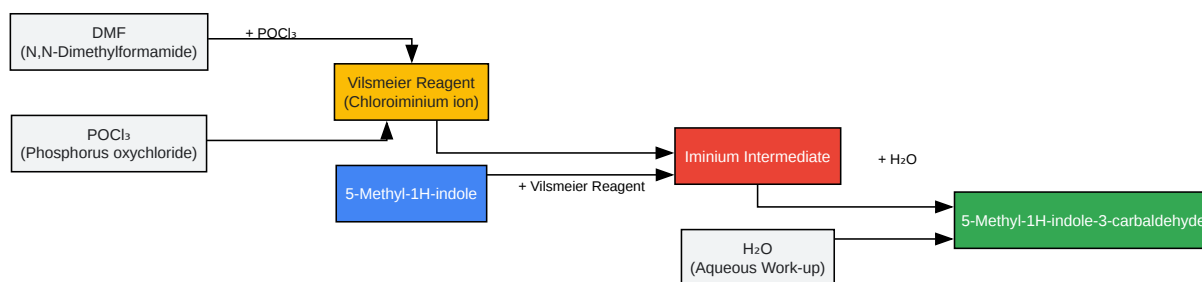 DMF
(N,N-Dimethylformamide)
+ POCl₃
Vilsmeier Reagent
(Chloroiminium ion)
POCl₃
(Phosphorus oxychloride)
5-Methyl-1H-indole
+ Vilsmeier Reagent
Iminium Intermediate
+ H₂O
H₂O
(Aqueous Work-up)
5-Methyl-1H-indole-3-carbaldehyde